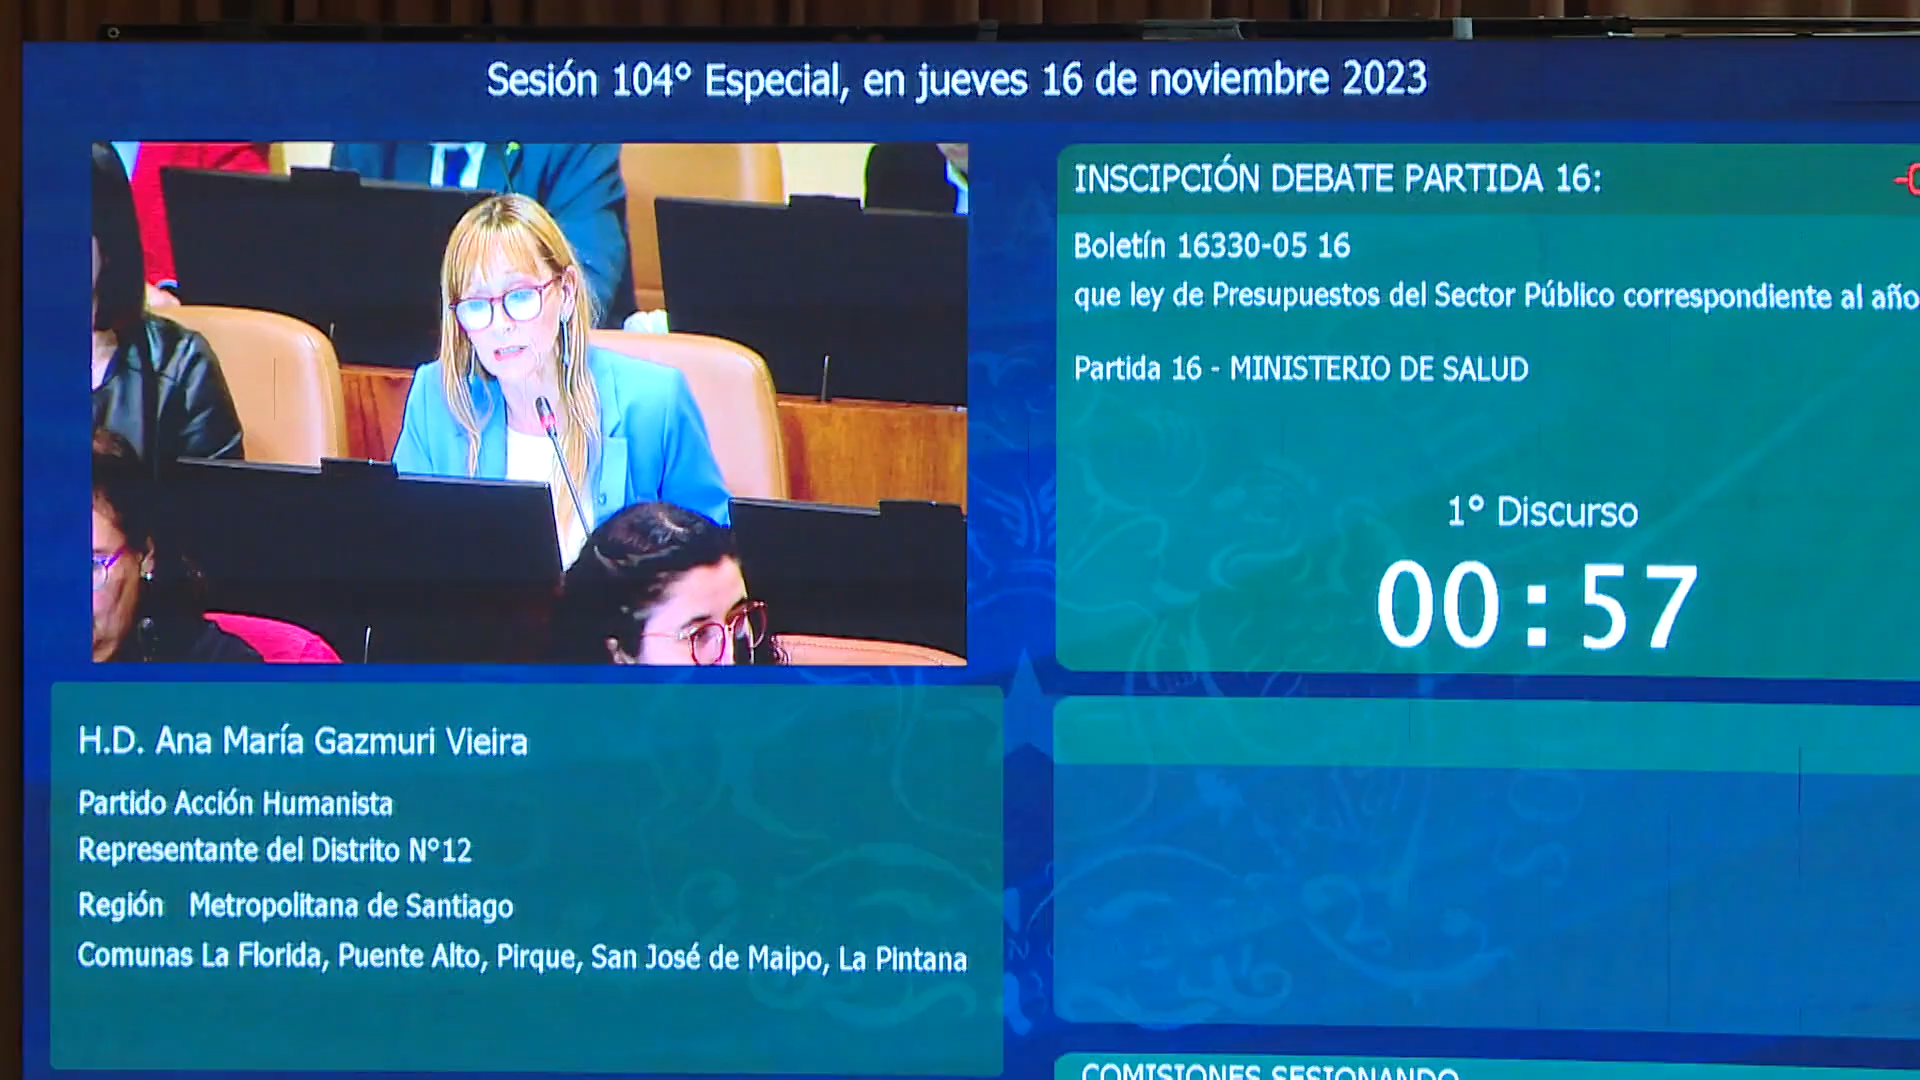 Sesión 104° Especial, en jueves 16 de noviembre 2023
INSCIPCIÓN DEBATE PARTIDA 16:
Boletín 16330-05 16
que ley de Presupuestos del Sector Público correspondiente al año
Partida 16 - MINISTERIO DE SALUD
1° Discurso
00:57
H.D. Ana María Gazmuri Vieira
Partido Acción Humanista
Representante del Distrito N°12
Región Metropolitana de Santiago
Comunas La Florida, Puente Alto, Pirque, San José de Maipo, La Pintana
COMISIONES SESIONANDO